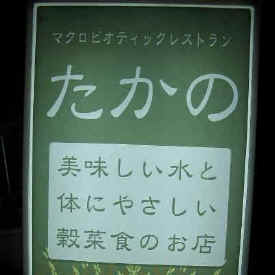 マクロビオティックレストラン
たかの
美味しい水と
体にやさしい
穀菜食のお店